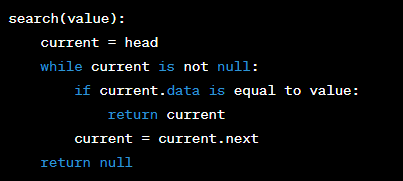 search(value):
    current = head
    while current is not null:
        if current.data is equal to value:
            return current
        current = current.next
    return null